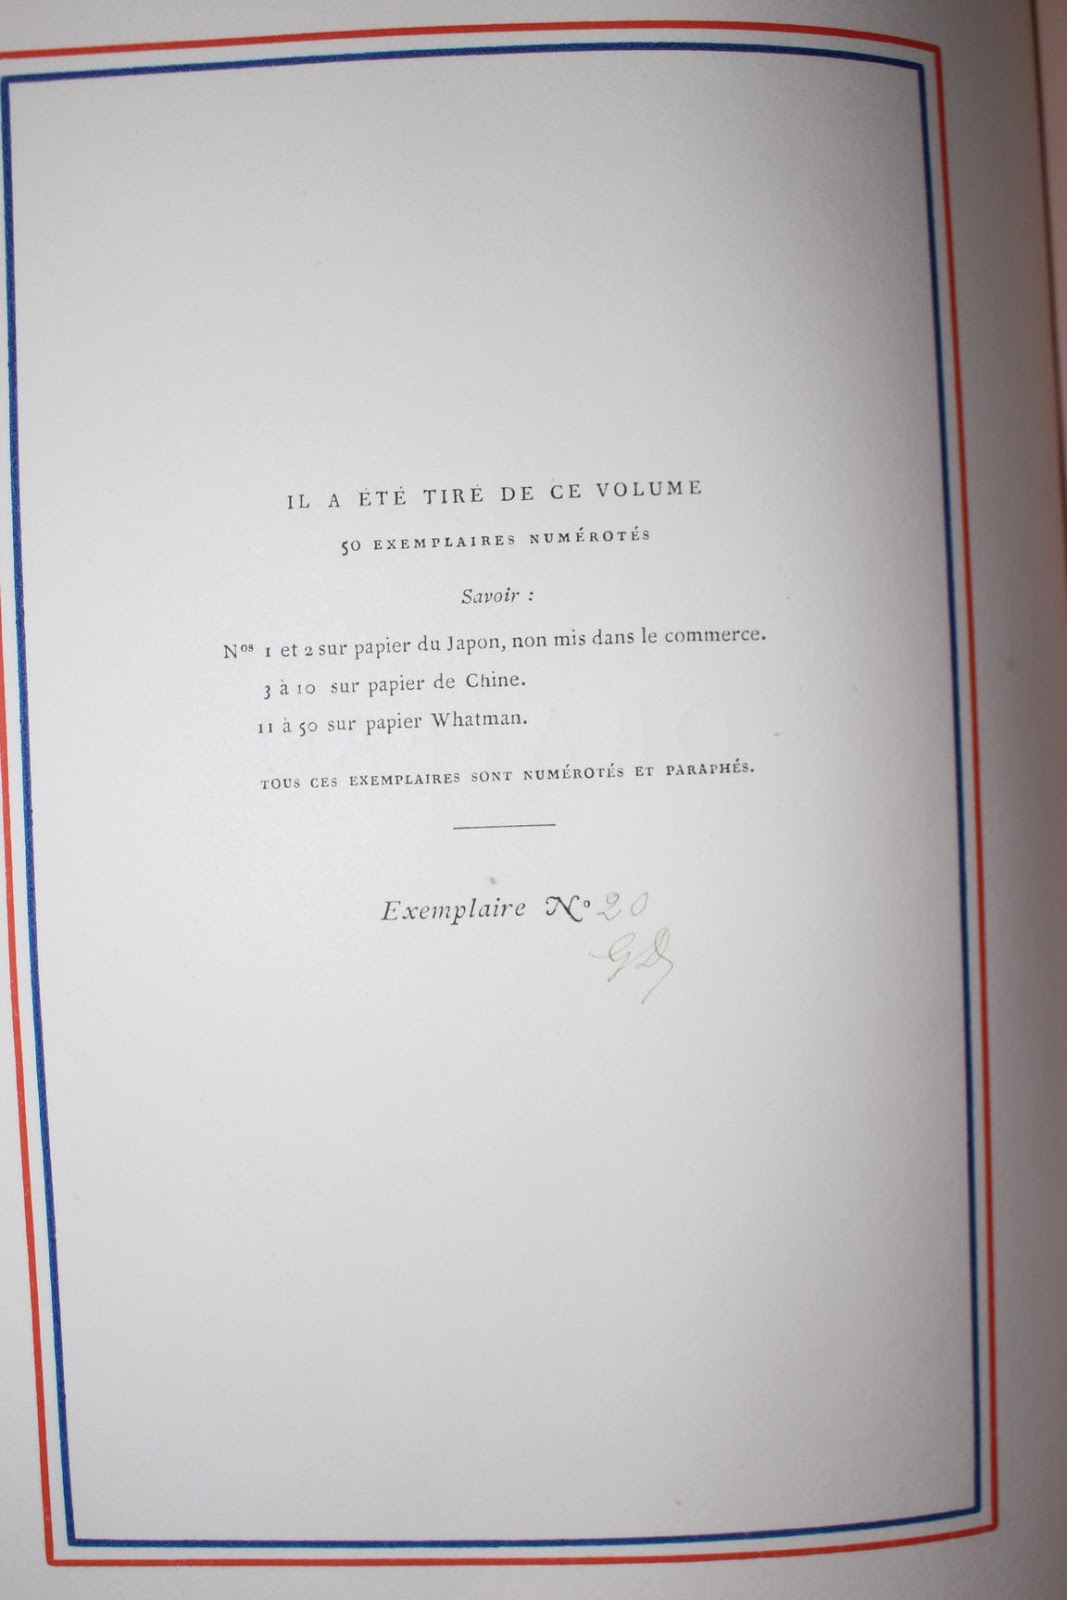 IL A ÉTÉ TIRÉ DE CE VOLUME
50 EXEMPLAIRES NUMÉROTÉS
Savoir :
Nos 1 et 2 sur papier du Japon, non mis dans le commerce.
3 à 10 sur papier de Chine.
11 à 50 sur papier Whatman.
TOUS CES EXEMPLAIRES SONT NUMÉROTÉS ET PARAPHÉS.
Exemplaire No 20
GD